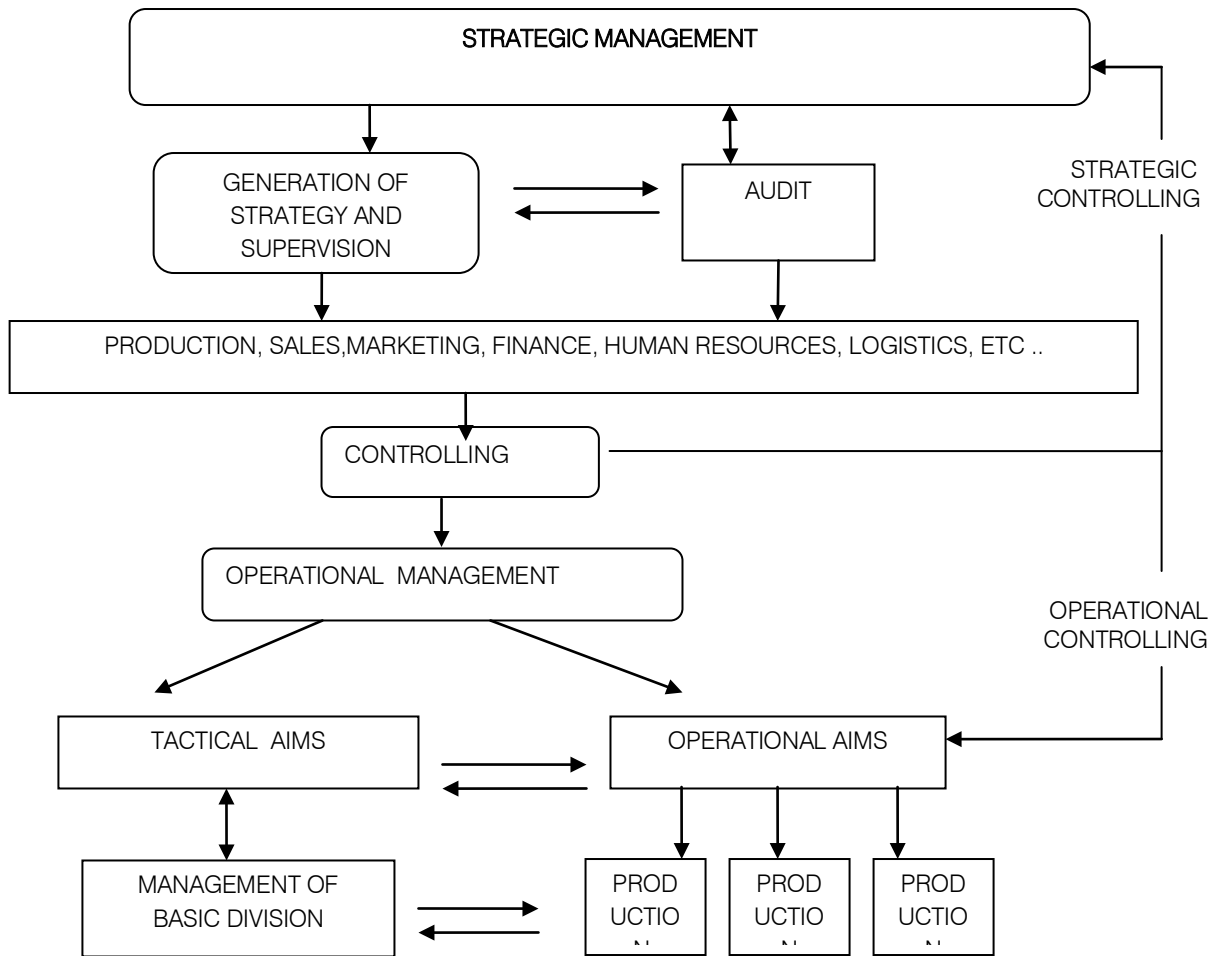 STRATEGIC MANAGEMENT
GENERATION OF
STRATEGY AND
SUPERVISION
AUDIT
STRATEGIC
CONTROLLING
PRODUCTION, SALES,MARKETING, FINANCE, HUMAN RESOURCES, LOGISTICS, ETC ..
CONTROLLING
OPERATIONAL MANAGEMENT
OPERATIONAL
CONTROLLING
TACTICAL AIMS
OPERATIONAL AIMS
MANAGEMENT OF
BASIC DIVISION
PROD
UCTIO
N
PROD
UCTIO
N
PROD
UCTIO
N